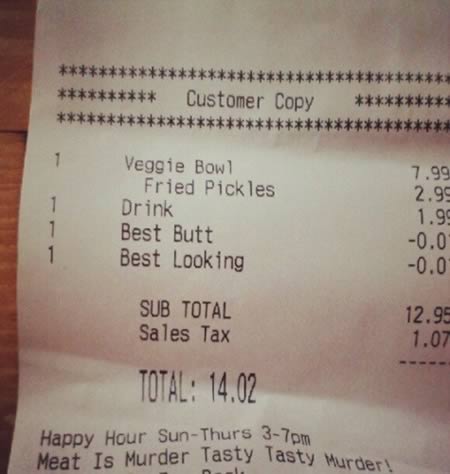 ****************************************
********** Customer Copy **********
****************************************
1 Veggie Bowl 7.99
Fried Pickles 2.99
1 Drink 1.99
1 Best Butt -0.0
1 Best Looking -0.0
SUB TOTAL 12.95
Sales Tax 1.07
-----
TOTAL: 14.02
Happy Hour Sun-Thurs 3-7pm
Meat Is Murder Tasty Tasty Murder!